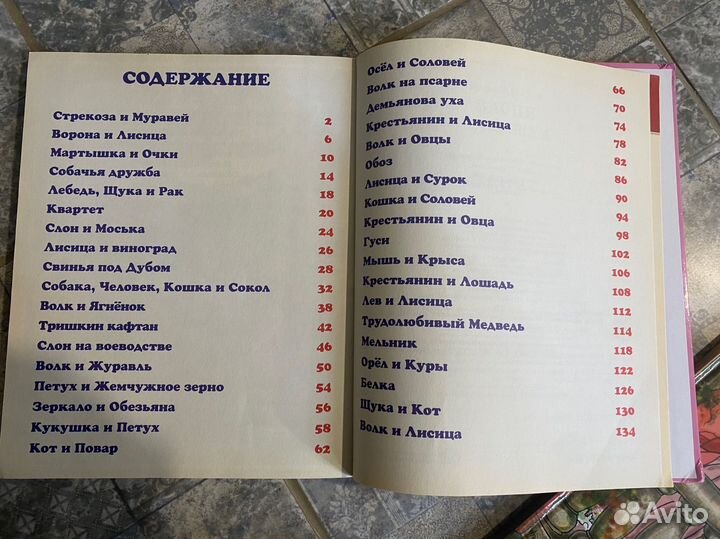 СОДЕРЖАНИЕ
Стрекоза и Муравей 2
Ворона и Лисица 6
Мартышка и Очки 10
Собачья дружба 14
Лебедь, Щука и Рак 18
Квартет 20
Слон и Моська 24
Лисица и виноград 26
Свинья под Дубом 28
Собака, Человек, Кошка и Сокол 32
Волк и Ягнёнок 38
Тришкин кафтан 42
Слон на воеводстве 46
Волк и Журавль 50
Петух и Жемчужное зерно 54
Зеркало и Обезьяна 56
Кукушка и Петух 58
Кот и Повар 62
Осёл и Соловей 66
Волк на псарне 70
Демьянова уха 74
Крестьянин и Лисица 78
Волк и Овцы 82
Обоз 86
Лисица и Сурок 90
Кошка и Соловей 94
Крестьянин и Овца 98
Гуси 102
Мышь и Крыса 106
Крестьянин и Лошадь 108
Лев и Лисица 112
Трудолюбивый Медведь 114
Мельник 118
Орёл и Куры 122
Белка 126
Щука и Кот 130
Волк и Лисица 134
Avito